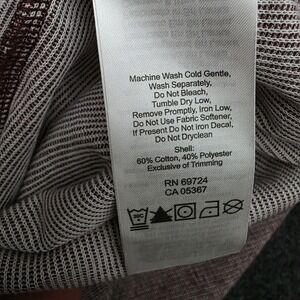 Machine Wash Cold Gentle,
Wash Separately,
Do Not Bleach,
Tumble Dry Low,
Remove Promptly, Iron Low,
Do Not Use Fabric Softener,
If Present Do Not Iron Decal,
Do Not Dryclean
Shell:
60% Cotton, 40% Polyester
Exclusive of Trimming
RN 69724
CA 05367